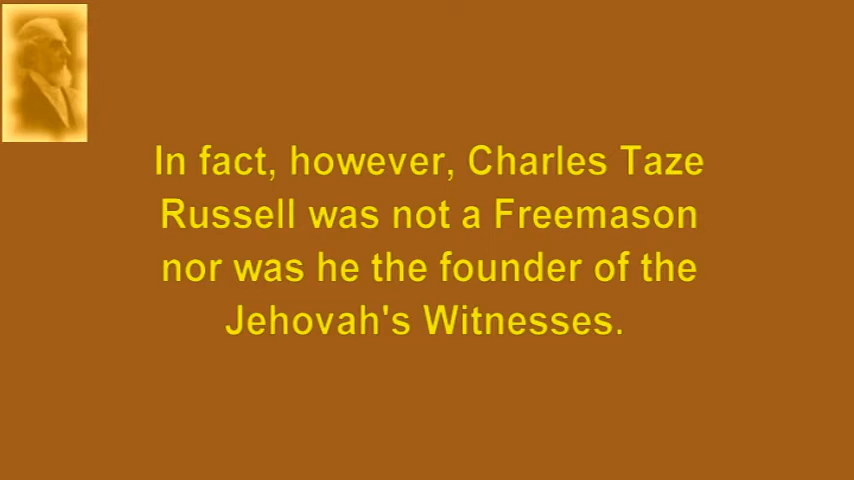 In fact, however, Charles Taze
Russell was not a Freemason
nor was he the founder of the
Jehovah's Witnesses.